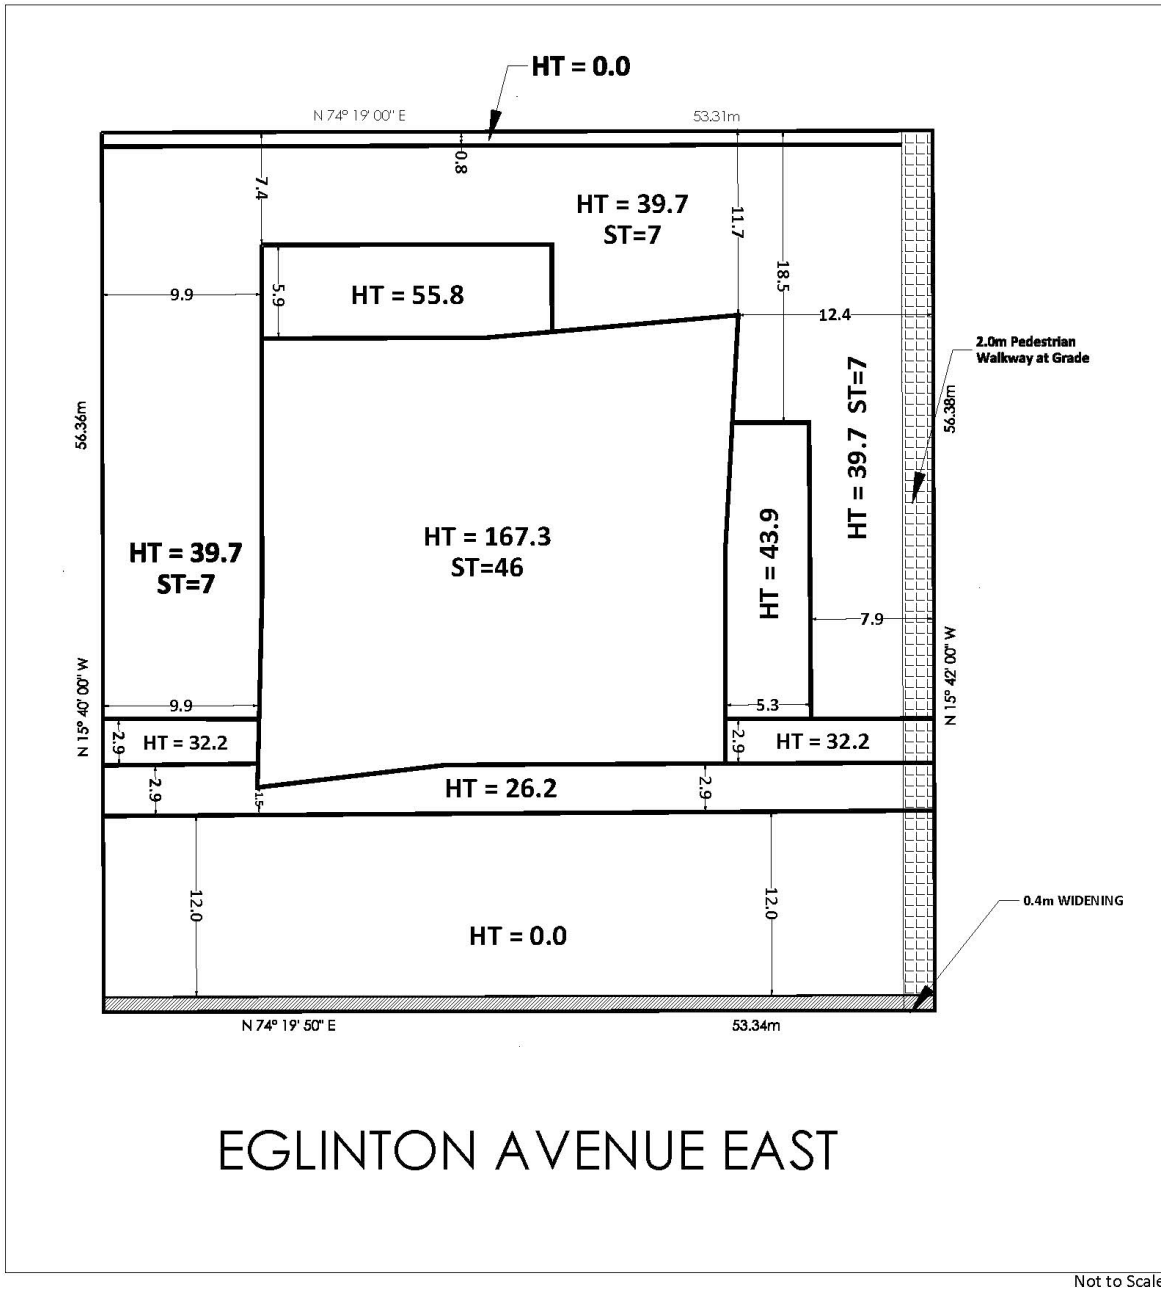 HT = 0.0
N 74° 19' 00" E
53.31m
0.8
7.4
HT = 39.7
ST=7
11.7
18.5
9.9
5.9
HT = 55.8
12.4
2.0m Pedestrian
Walkway at Grade
56.36m
HT = 39.7 ST=7
56.38m
HT = 167.3
ST=46
HT = 39.7
ST=7
HT = 43.9
7.9
N 15° 40' 00" W
N 15° 42' 00" W
9.9
5.3
2.9
HT = 32.2
2.9
HT = 32.2
2.9
1.5
HT = 26.2
2.9
12.0
12.0
0.4m WIDENING
HT = 0.0
N 74° 19' 50" E
53.34m
EGLINTON AVENUE EAST
Not to Scale